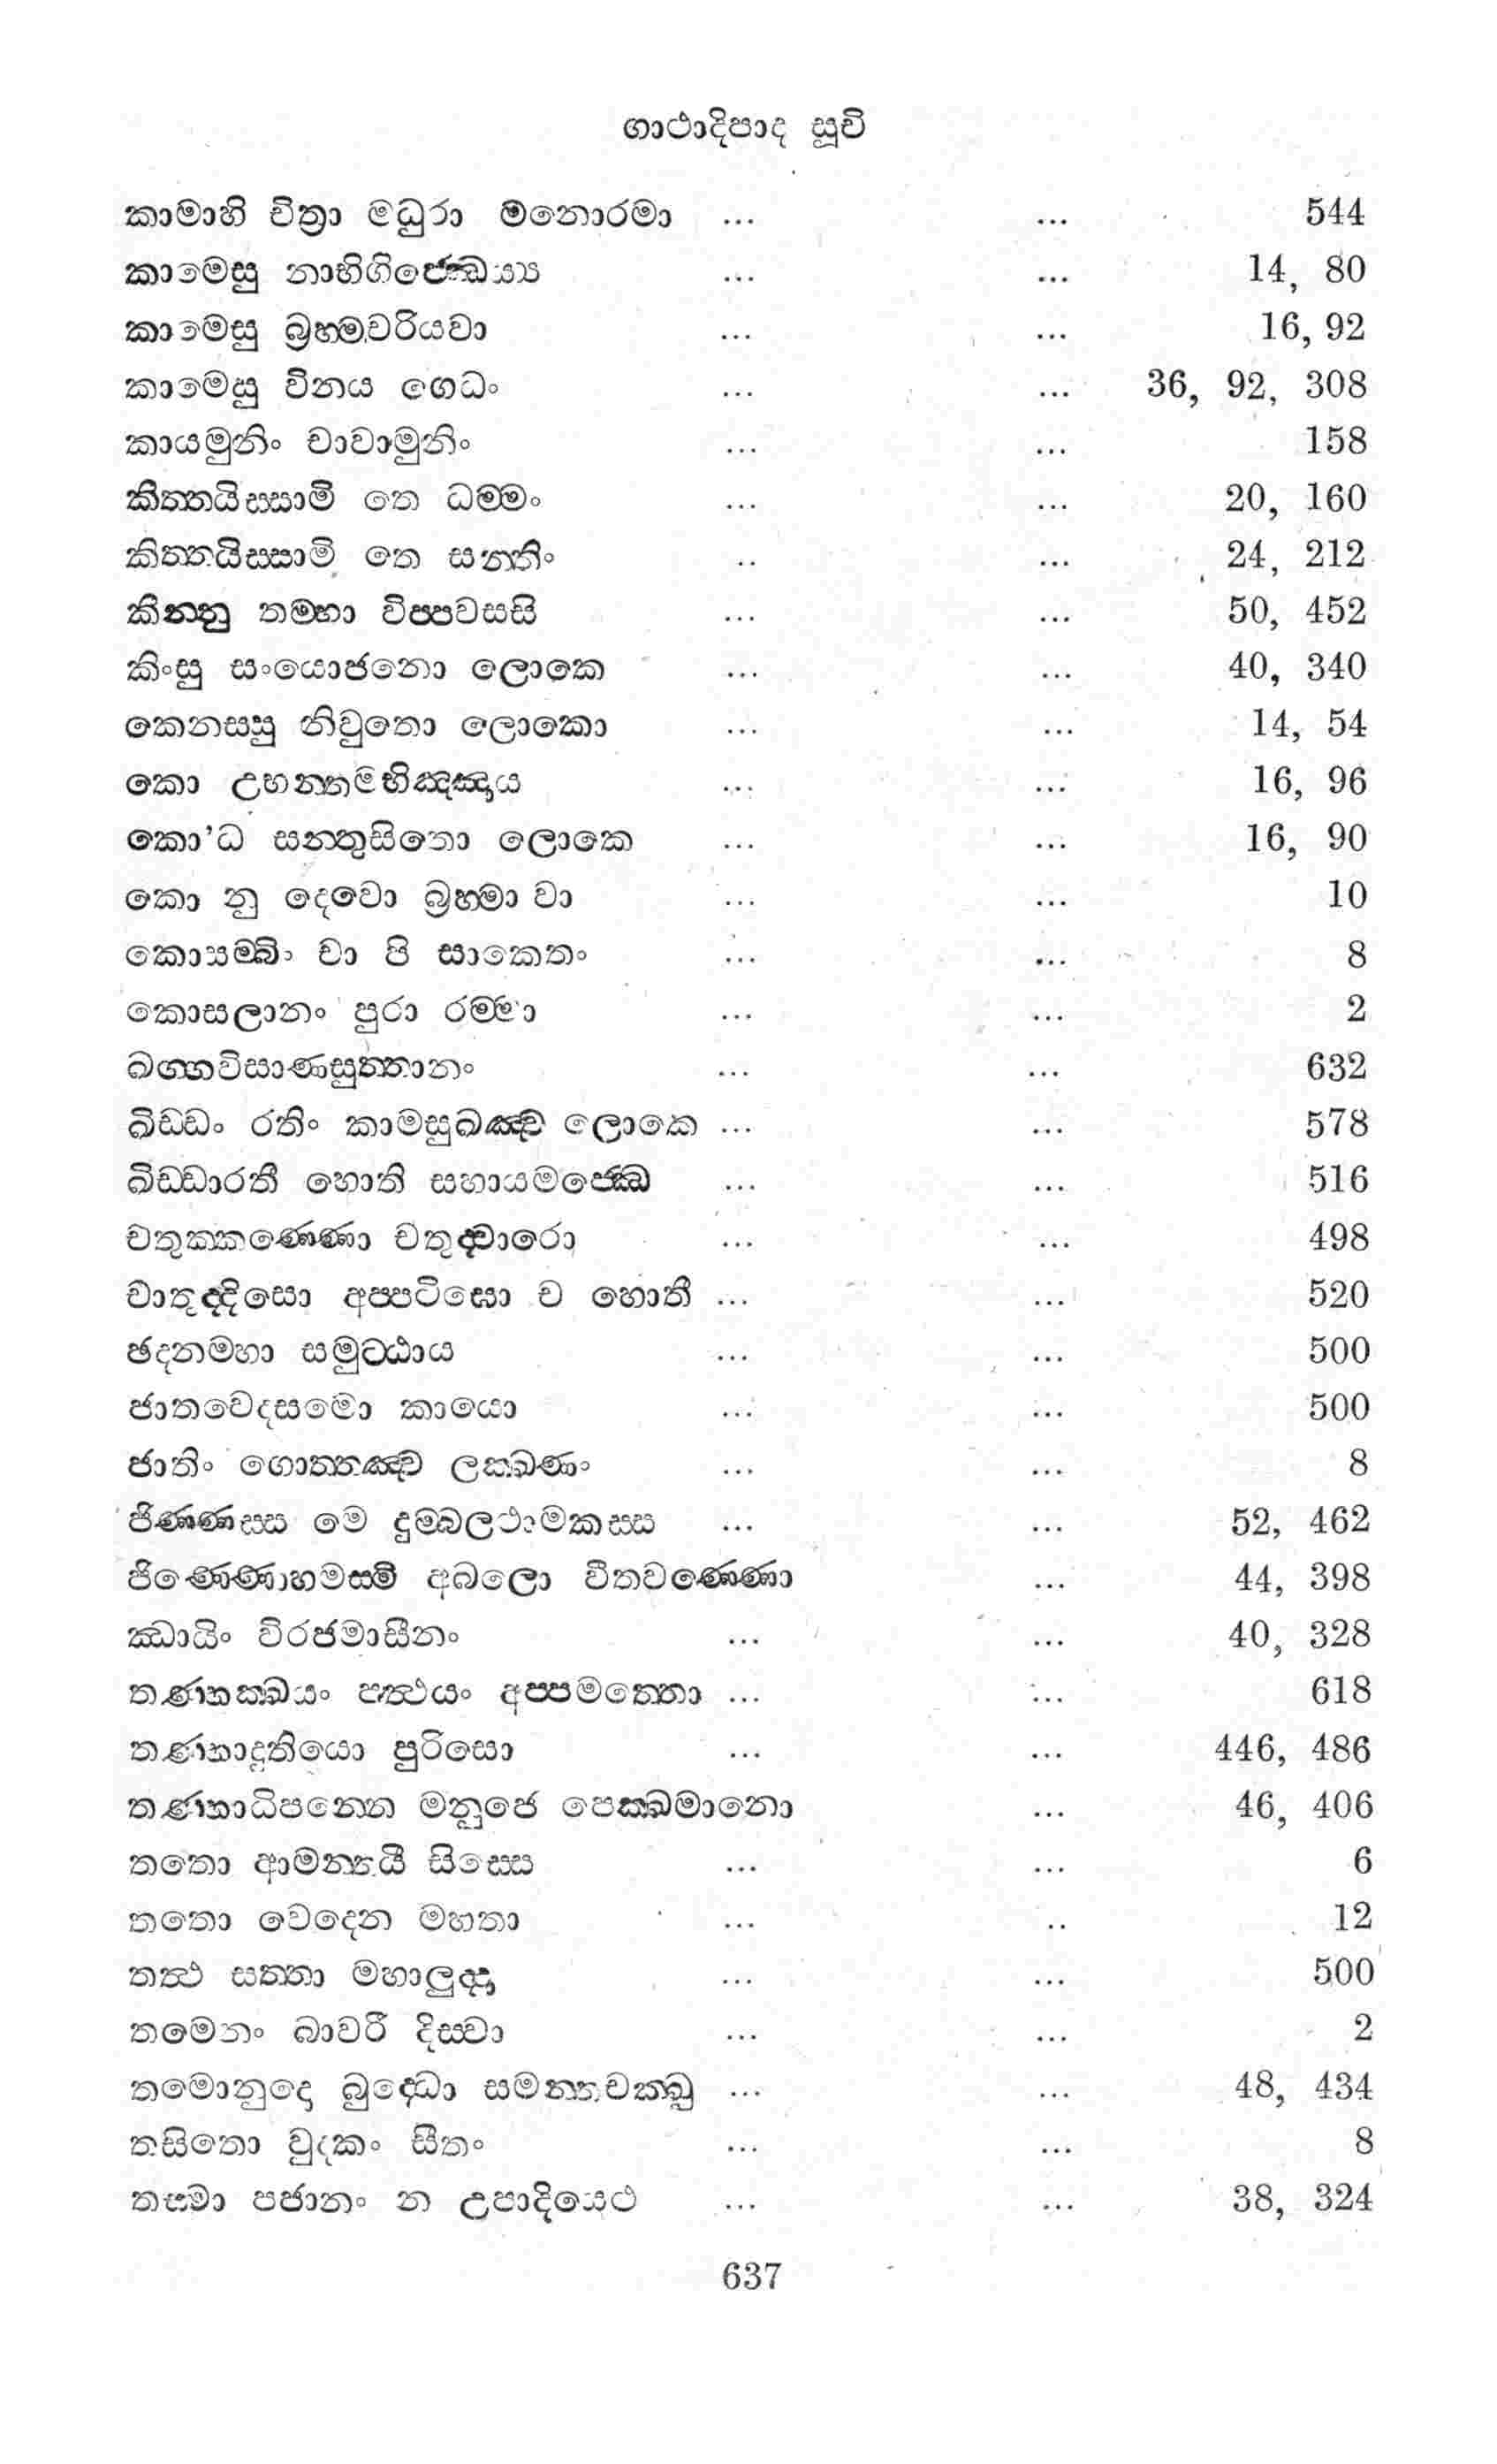 ගාථාදිපාද සූචි
කාමාහි චිත්‍රා මධුරා මනොරමා ... ... 544
කාමෙසු නාභිගිජ්ඣෙය්‍ය ... ... 14, 80
කාමෙසු බ්‍රහ්මචරියවා ... ... 16, 92
කාමෙසු විනය ගෙධං ... ... 36, 92, 308
කායමුනිං වාචාමුනිං ... ... 158
කිත්තයිස්සාමි තෙ ධම්මං ... ... 20, 160
කිත්තයිස්සාමි තෙ සන්තිං .. ... 24, 212
කින්නු තම්හා විප්පවසසි ... ... 50, 452
කිංසු සංයොජනො ලොකෙ ... ... 40, 340
කෙනස්සු නිවුතො ලොකො ... ... 14, 54
කො උභන්තමභිඤ්ඤාය ... ... 16, 96
කො’ධ සන්තුසිතො ලොකෙ ... ... 16, 90
කො නු දෙවො බ්‍රහ්මා වා ... ... 10
කොසම්බිං චා පි සාකෙතං ... ... 8
කොසලානං පුරා රම්මා ... ... 2
ඛග්ගවිසාණසුත්තානං ... ... 632
ඛිඩ්ඩං රතිං කාමසුඛඤ්ච ලොකෙ ... ... 578
ඛිඩ්ඩාරතී හොති සහායමජ්ඣෙ ... ... 516
චතුක්කණ්ණො චතුද්වාරො ... ... 498
චාතුද්දිසො අප්පටිඝො ච හොතී ... ... 520
ඡදනමහා සමුට්ඨාය ... ... 500
ජාතවෙදසමො කායො ... ... 500
ජාතිං ගොත්තඤ්ච ලක්ඛණං ... ... 8
ජිණ්ණස්ස මෙ දුම්බලථාමකස්ස ... ... 52, 462
ජිණ්ණොහමස්මි අබලො වීතවණ්ණො ... 44, 398
ඣායිං විරජමාසීනං ... ... 40, 328
තණ්හක්ඛයං පත්ථයං අප්පමත්තො ... ... 618
තණ්හාදුතියො පුරිසො ... ... 446, 486
තණ්හාධිපන්නෙ මනුජෙ පෙක්ඛමානො ... 46, 406
තතො ආමන්තයී සිස්සෙ ... ... 6
තතො වෙදෙන මහතා ... .. 12
තත්ථ සත්තා මහාලුද්දා ... ... 500
තමෙනං බාවරී දිස්වා ... ... 2
තමොනුදො බුද්ධො සමන්තචක්ඛු ... ... 48, 434
තසිතො වුදකං සීතං ... ... 8
තස්මා පජානං න උපාදියෙථ ... ... 38, 324
637